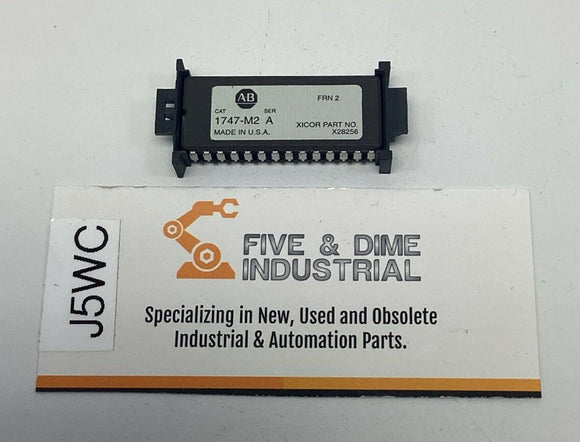 AB
FRN 2
CAT SER
1747-M2 A
MADE IN U.S.A.
XICOR PART NO.
X28256
J5WC
FIVE & DIME
INDUSTRIAL
Specializing in New, Used and Obsolete
Industrial & Automation Parts.